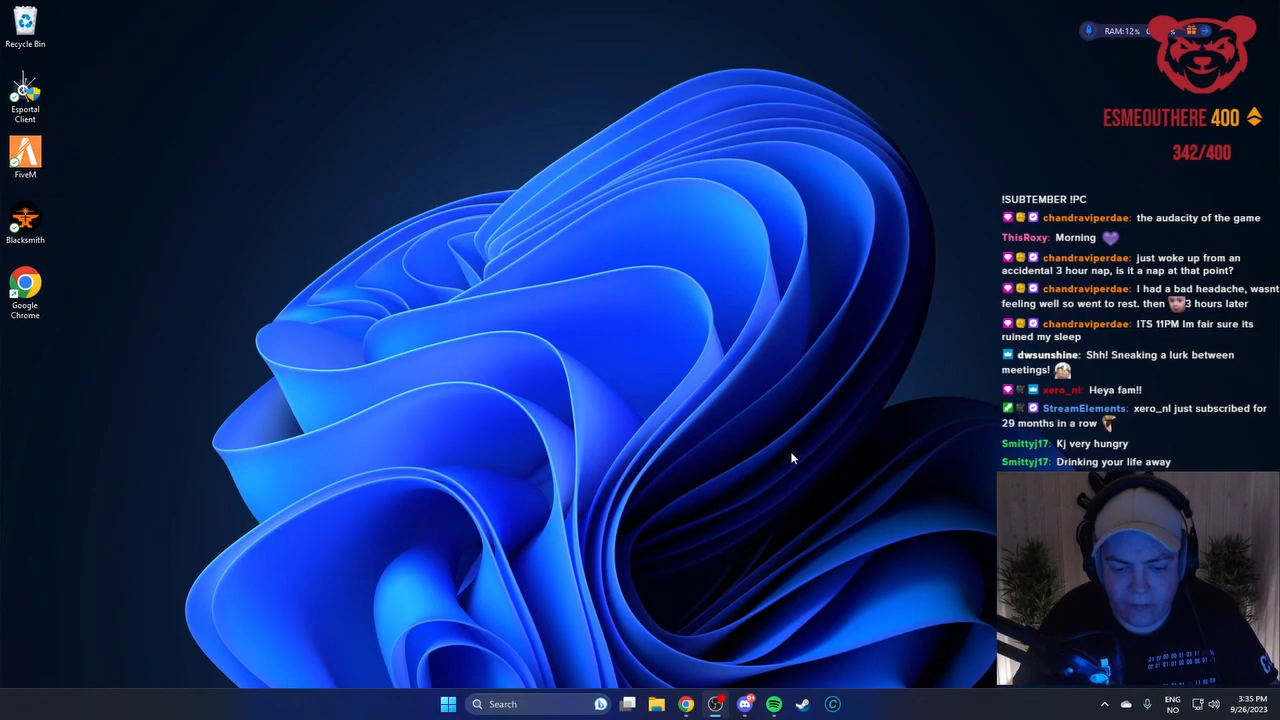 Recycle Bin
Esportal
Client
FiveM
Blacksmith
Google
Chrome
RAM:12%
ESMEOUTHERE 400
342/400
!SUBTEMBER !PC
chandraviperdae: the audacity of the game
ThisRoxy: Morning
chandraviperdae: just woke up from an
accidental 3 hour nap, is it a nap at that point?
chandraviperdae: I had a bad headache, wasnt
feeling well so went to rest. then 3 hours later
chandraviperdae: ITS 11PM Im fair sure its
ruined my sleep
dwsunshine: Shh! Sneaking a lurk between
meetings!
xero_nl: Heya fam!!
StreamElements: xero_nl just subscribed for
29 months in a row
Smittyj17: Kj very hungry
Smittyj17: Drinking your life away
Search
ENG
NO
3:35 PM
9/26/2023